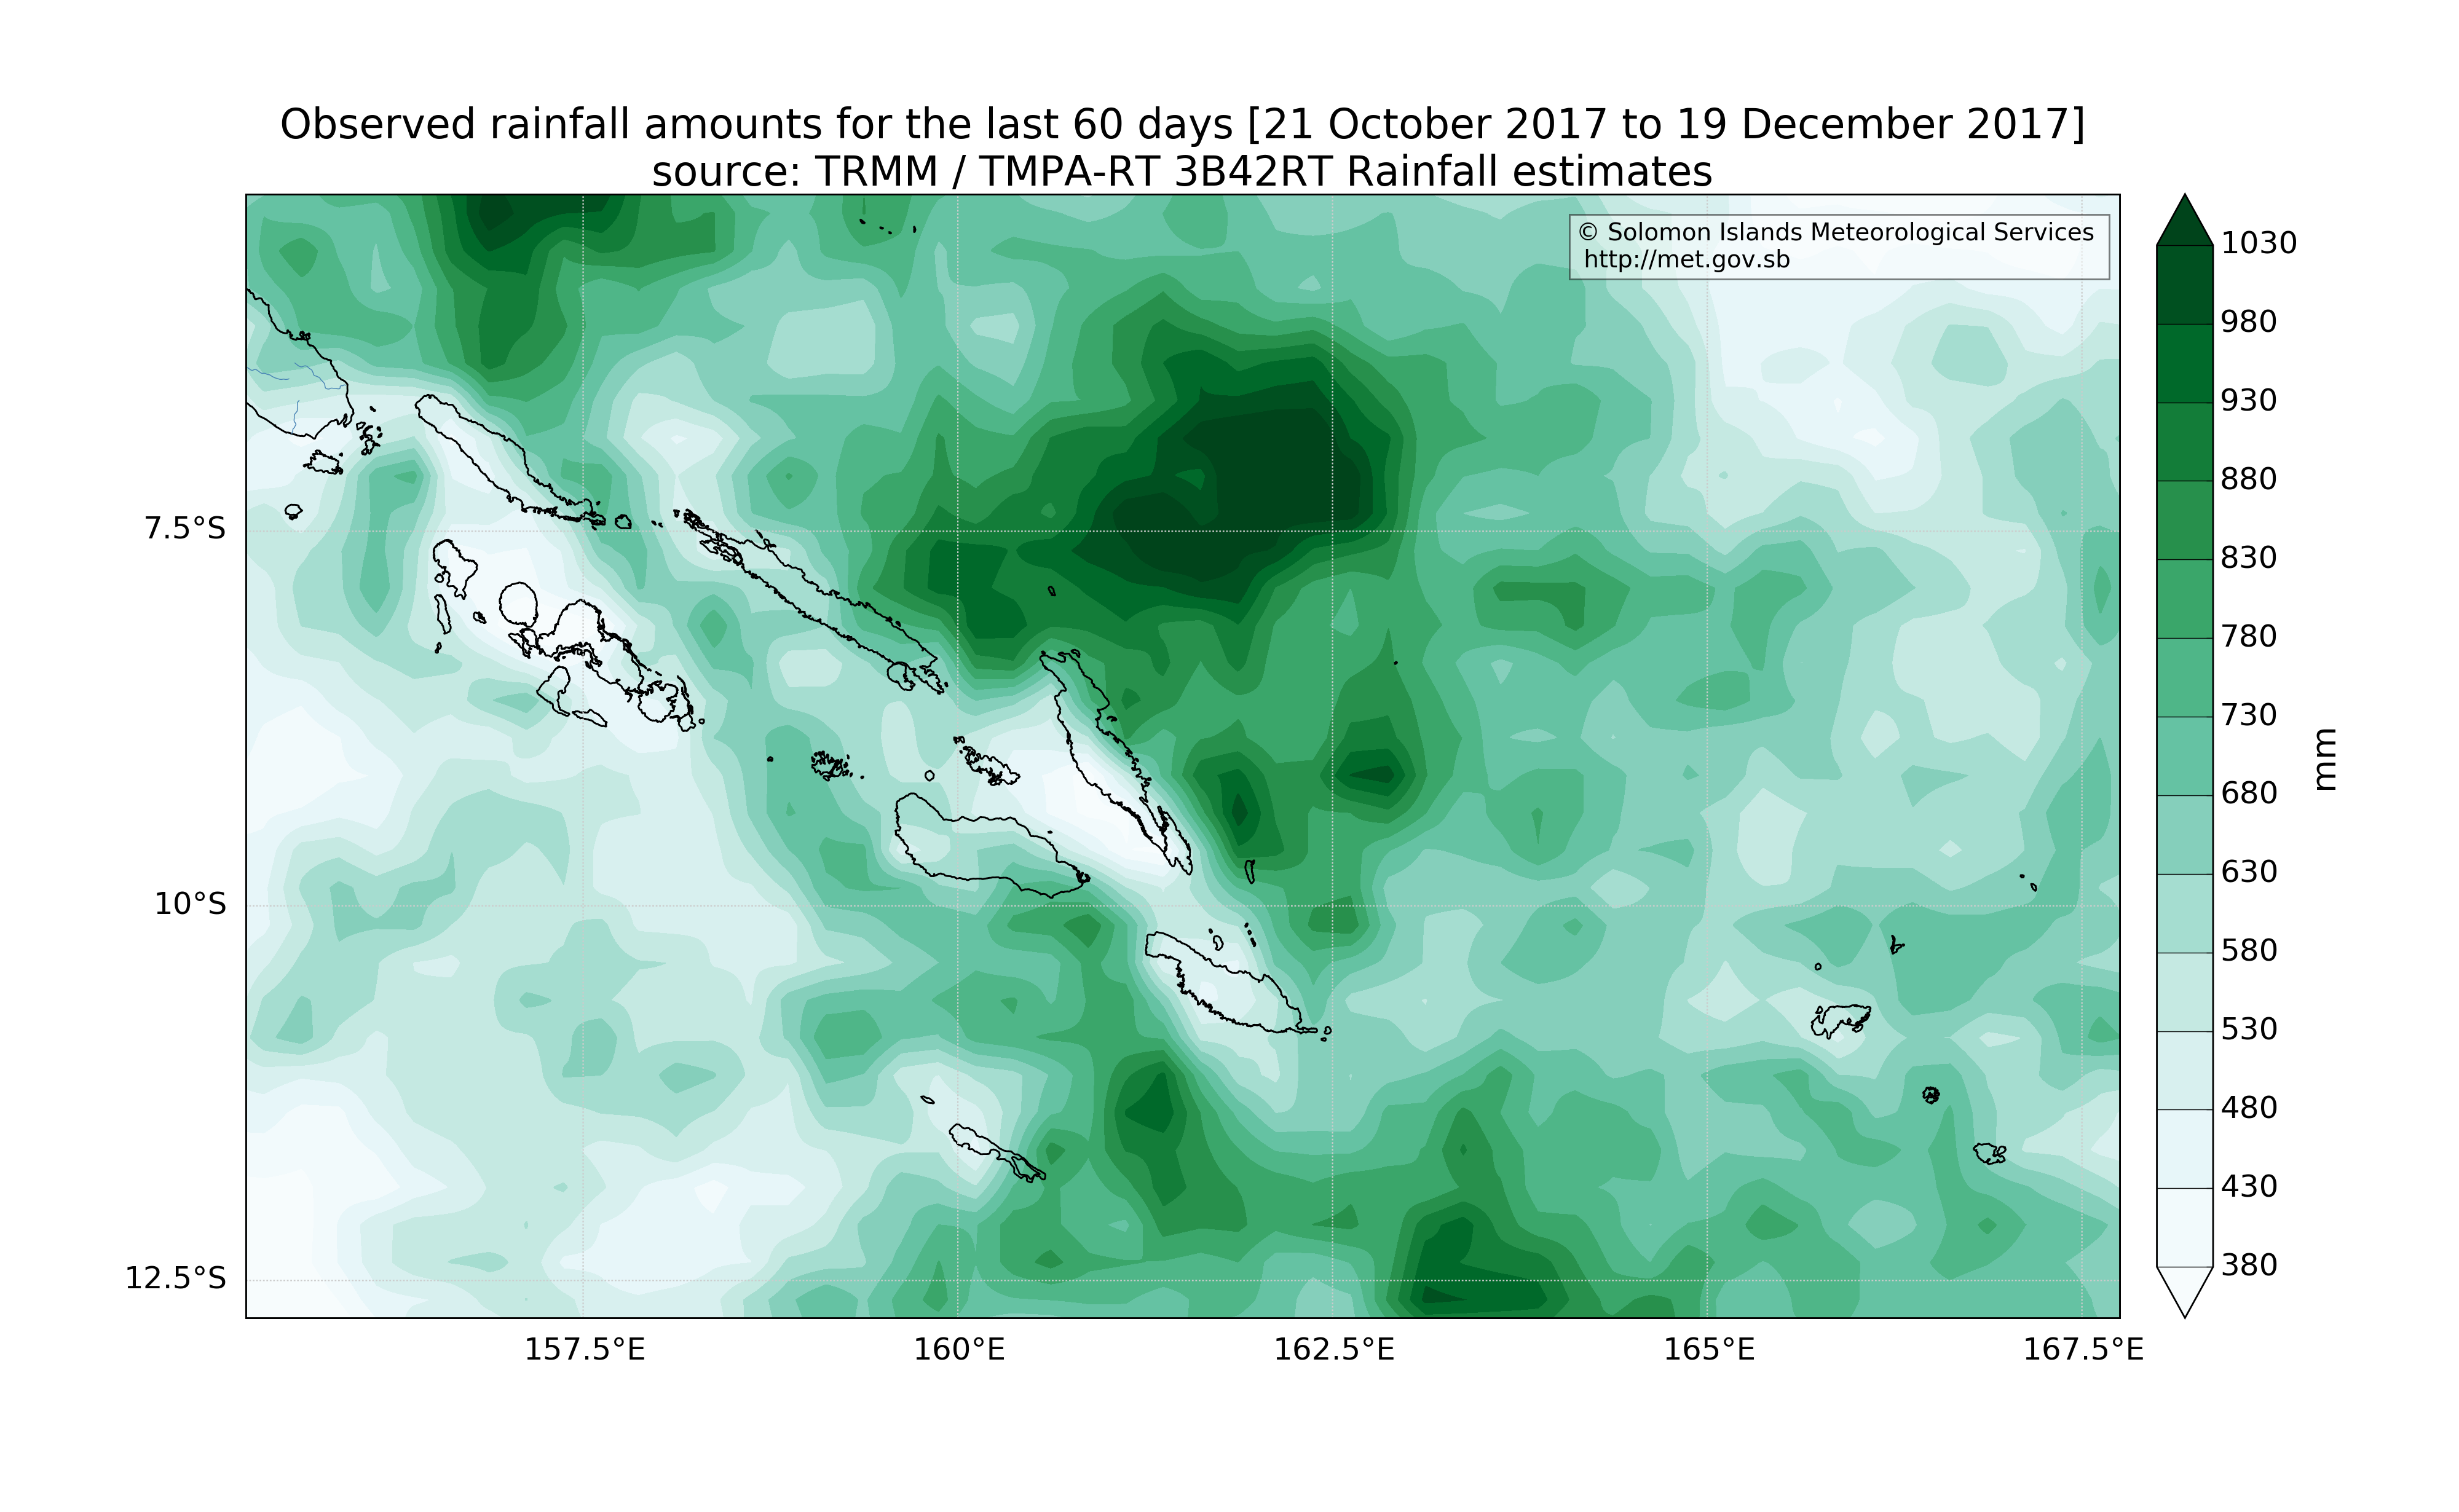 Observed rainfall amounts for the last 60 days [21 October 2017 to 19 December 2017]
source: TRMM / TMPA-RT 3B42RT Rainfall estimates
© Solomon Islands Meteorological Services
http://met.gov.sb
7.5°S
10°S
12.5°S
157.5°E
160°E
162.5°E
165°E
167.5°E
1030
980
930
880
830
780
730
680
630
580
530
480
430
380
mm